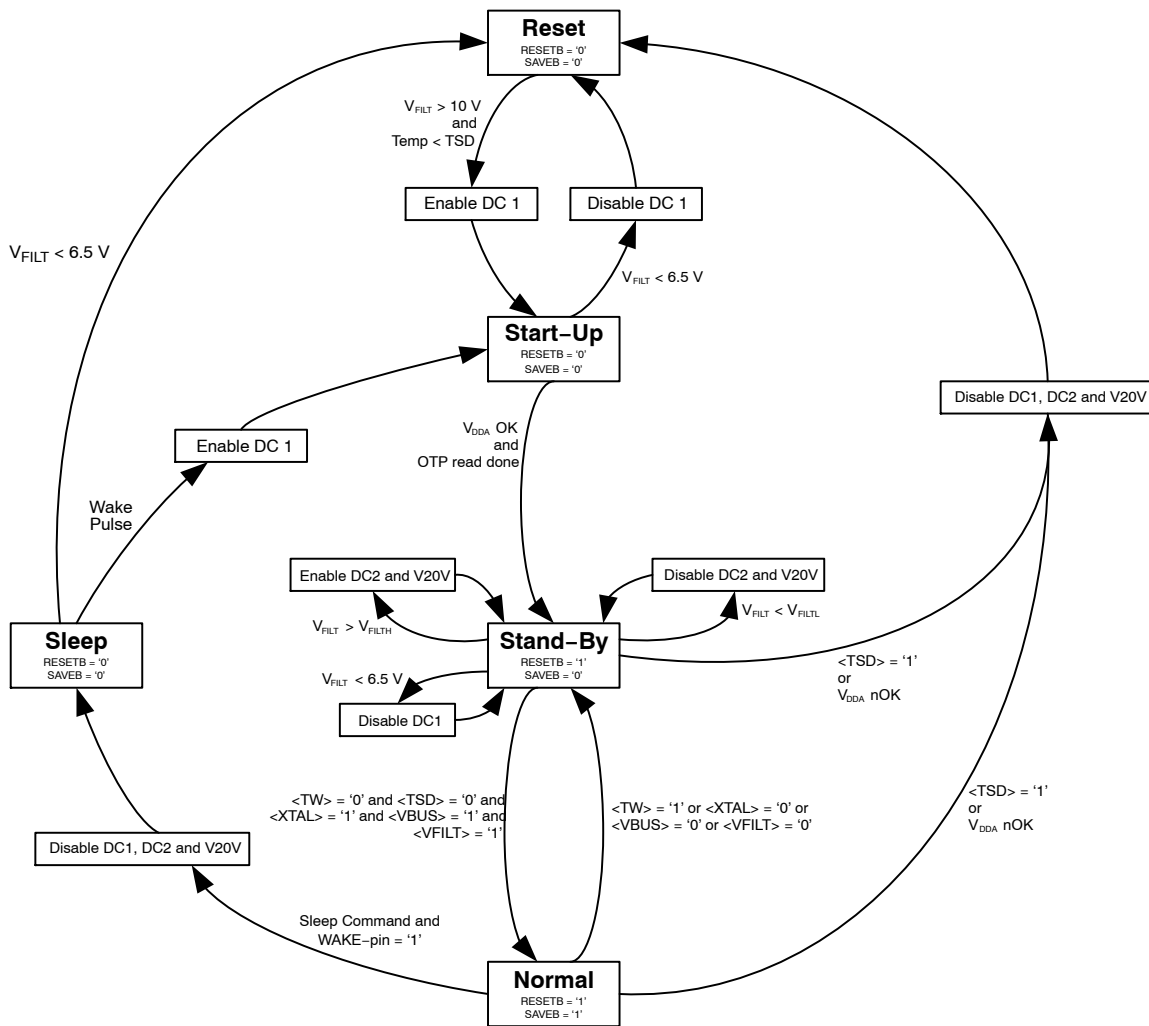 Reset
RESETB = ‘0’
SAVEB = ‘0’
VFILT > 10 V
and
Temp < TSD
Enable DC 1
Disable DC 1
VFILT < 6.5 V
VFILT < 6.5 V
Start−Up
RESETB = ‘0’
SAVEB = ‘0’
Disable DC1, DC2 and V20V
Enable DC 1
VDDA OK
and
OTP read done
Wake
Pulse
Enable DC2 and V20V
Disable DC2 and V20V
VFILT > VFILTH
VFILT < VFILTL
Sleep
RESETB = ‘0’
SAVEB = ‘0’
Stand−By
RESETB = ‘1’
SAVEB = ‘0’
<TSD> = ‘1’
or
VDDA nOK
VFILT < 6.5 V
Disable DC1
<TW> = ‘0’ and <TSD> = ‘0’ and
<XTAL> = ‘1’ and <VBUS> = ‘1’ and
<VFILT> = ‘1’
<TW> = ‘1’ or <XTAL> = ‘0’ or
<VBUS> = ‘0’ or <VFILT> = ‘0’
<TSD> = ‘1’
or
VDDA nOK
Disable DC1, DC2 and V20V
Sleep Command and
WAKE−pin = ‘1’
Normal
RESETB = ‘1’
SAVEB = ‘1’